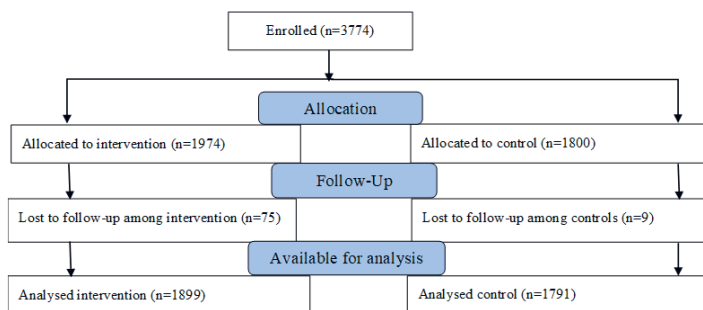 Enrolled (n=3774)
Allocation
Allocated to intervention (n=1974)
Allocated to control (n=1800)
Follow-Up
Lost to follow-up among intervention (n=75)
Lost to follow-up among controls (n=9)
Available for analysis
Analysed intervention (n=1899)
Analysed control (n=1791)